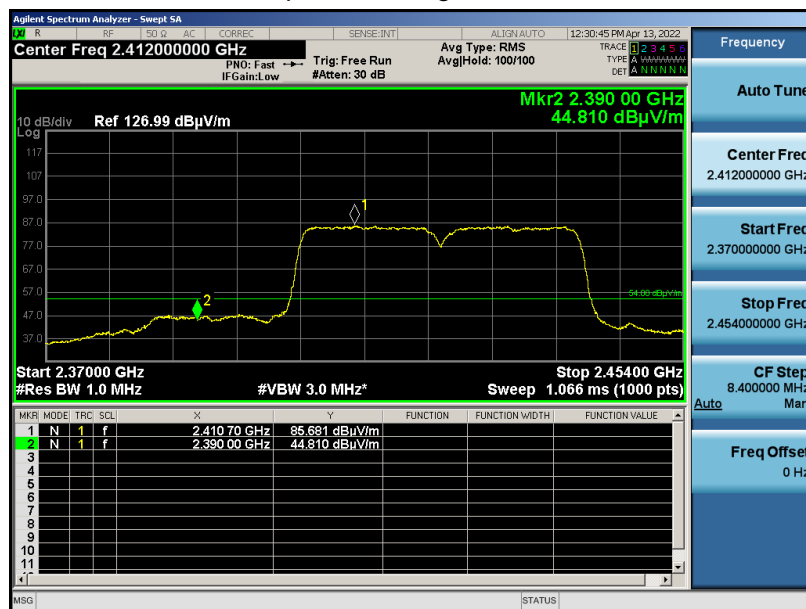 Agilent Spectrum Analyzer - Swept SA
LXI R RF 50 Ω AC CORREC SENSE:INT ALIGN AUTO 12:30:45 PM Apr 13, 2022
Center Freq 2.412000000 GHz
PNO: Fast
IFGain:Low
Trig: Free Run
#Atten: 30 dB
Avg Type: RMS
Avg|Hold: 100/100
TRACE 1 2 3 4 5 6
TYPE A
DET A N N N N N
Mkr2 2.390 00 GHz
44.810 dBµV/m
10 dB/div Ref 126.99 dBµV/m
Log
117
107
97.0
87.0
77.0
67.0
57.0
47.0
37.0
1
2
54.00 dBµV/m
Start 2.37000 GHz Stop 2.45400 GHz
#Res BW 1.0 MHz #VBW 3.0 MHz* Sweep 1.066 ms (1000 pts)
MKR MODE TRC SCL X Y FUNCTION FUNCTION WIDTH FUNCTION VALUE
1 N 1 f 2.410 70 GHz 85.681 dBµV/m
2 N 1 f 2.390 00 GHz 44.810 dBµV/m
3
4
5
6
7
8
9
10
11
MSG STATUS
Frequency
Auto Tune
Center Freq
2.412000000 GHz
Start Freq
2.370000000 GHz
Stop Freq
2.454000000 GHz
CF Step
8.400000 MHz
Auto Man
Freq Offset
0 Hz